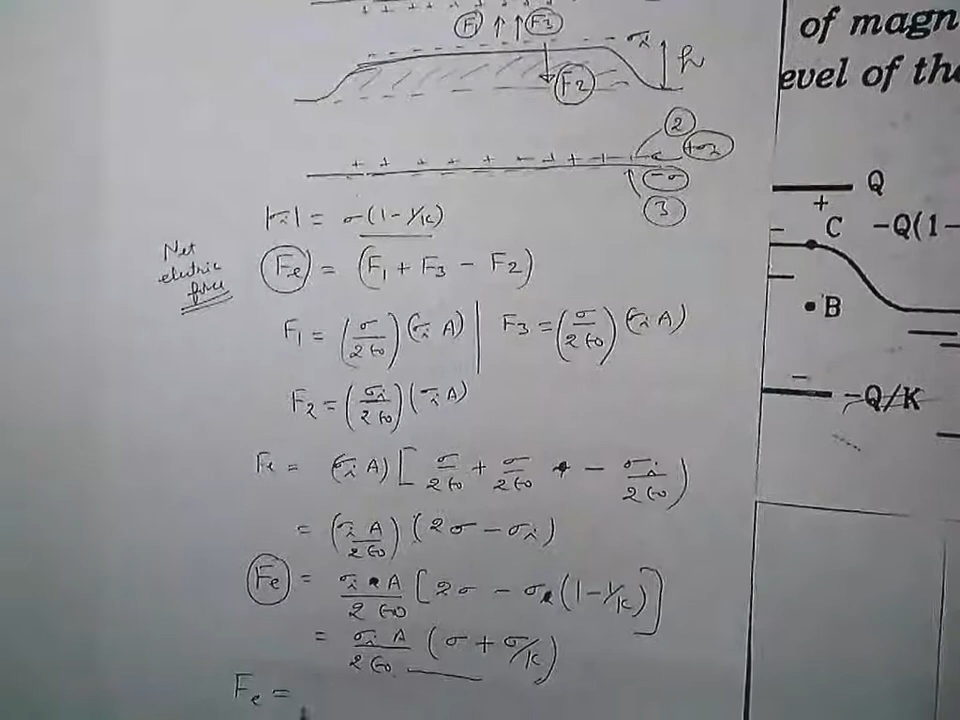 + + + + + + + +
F1 ↑ ↑ F3
σi
h
F2
2
+ + + + + - + + +
+σ
-σ
3
|σi| = σ(1-1/K)
Net electric force
Fe = (F1 + F3 - F2)
F1 = (σ/2ε0)(σi A) | F3 = (σ/2ε0)(σi A)
F2 = (σi/2ε0)(σi A)
Fe = (σi A)[σ/2ε0 + σ/2ε0 - σi/2ε0)
= (σi A/2ε0)(2σ - σi)
Fe = σi A/2ε0 [2σ - σ(1-1/K)]
= σi A/2ε0 (σ + σ/K)
Fe =
of magn
evel of the
Q
+
C -Q(1-
B
-
-Q/K